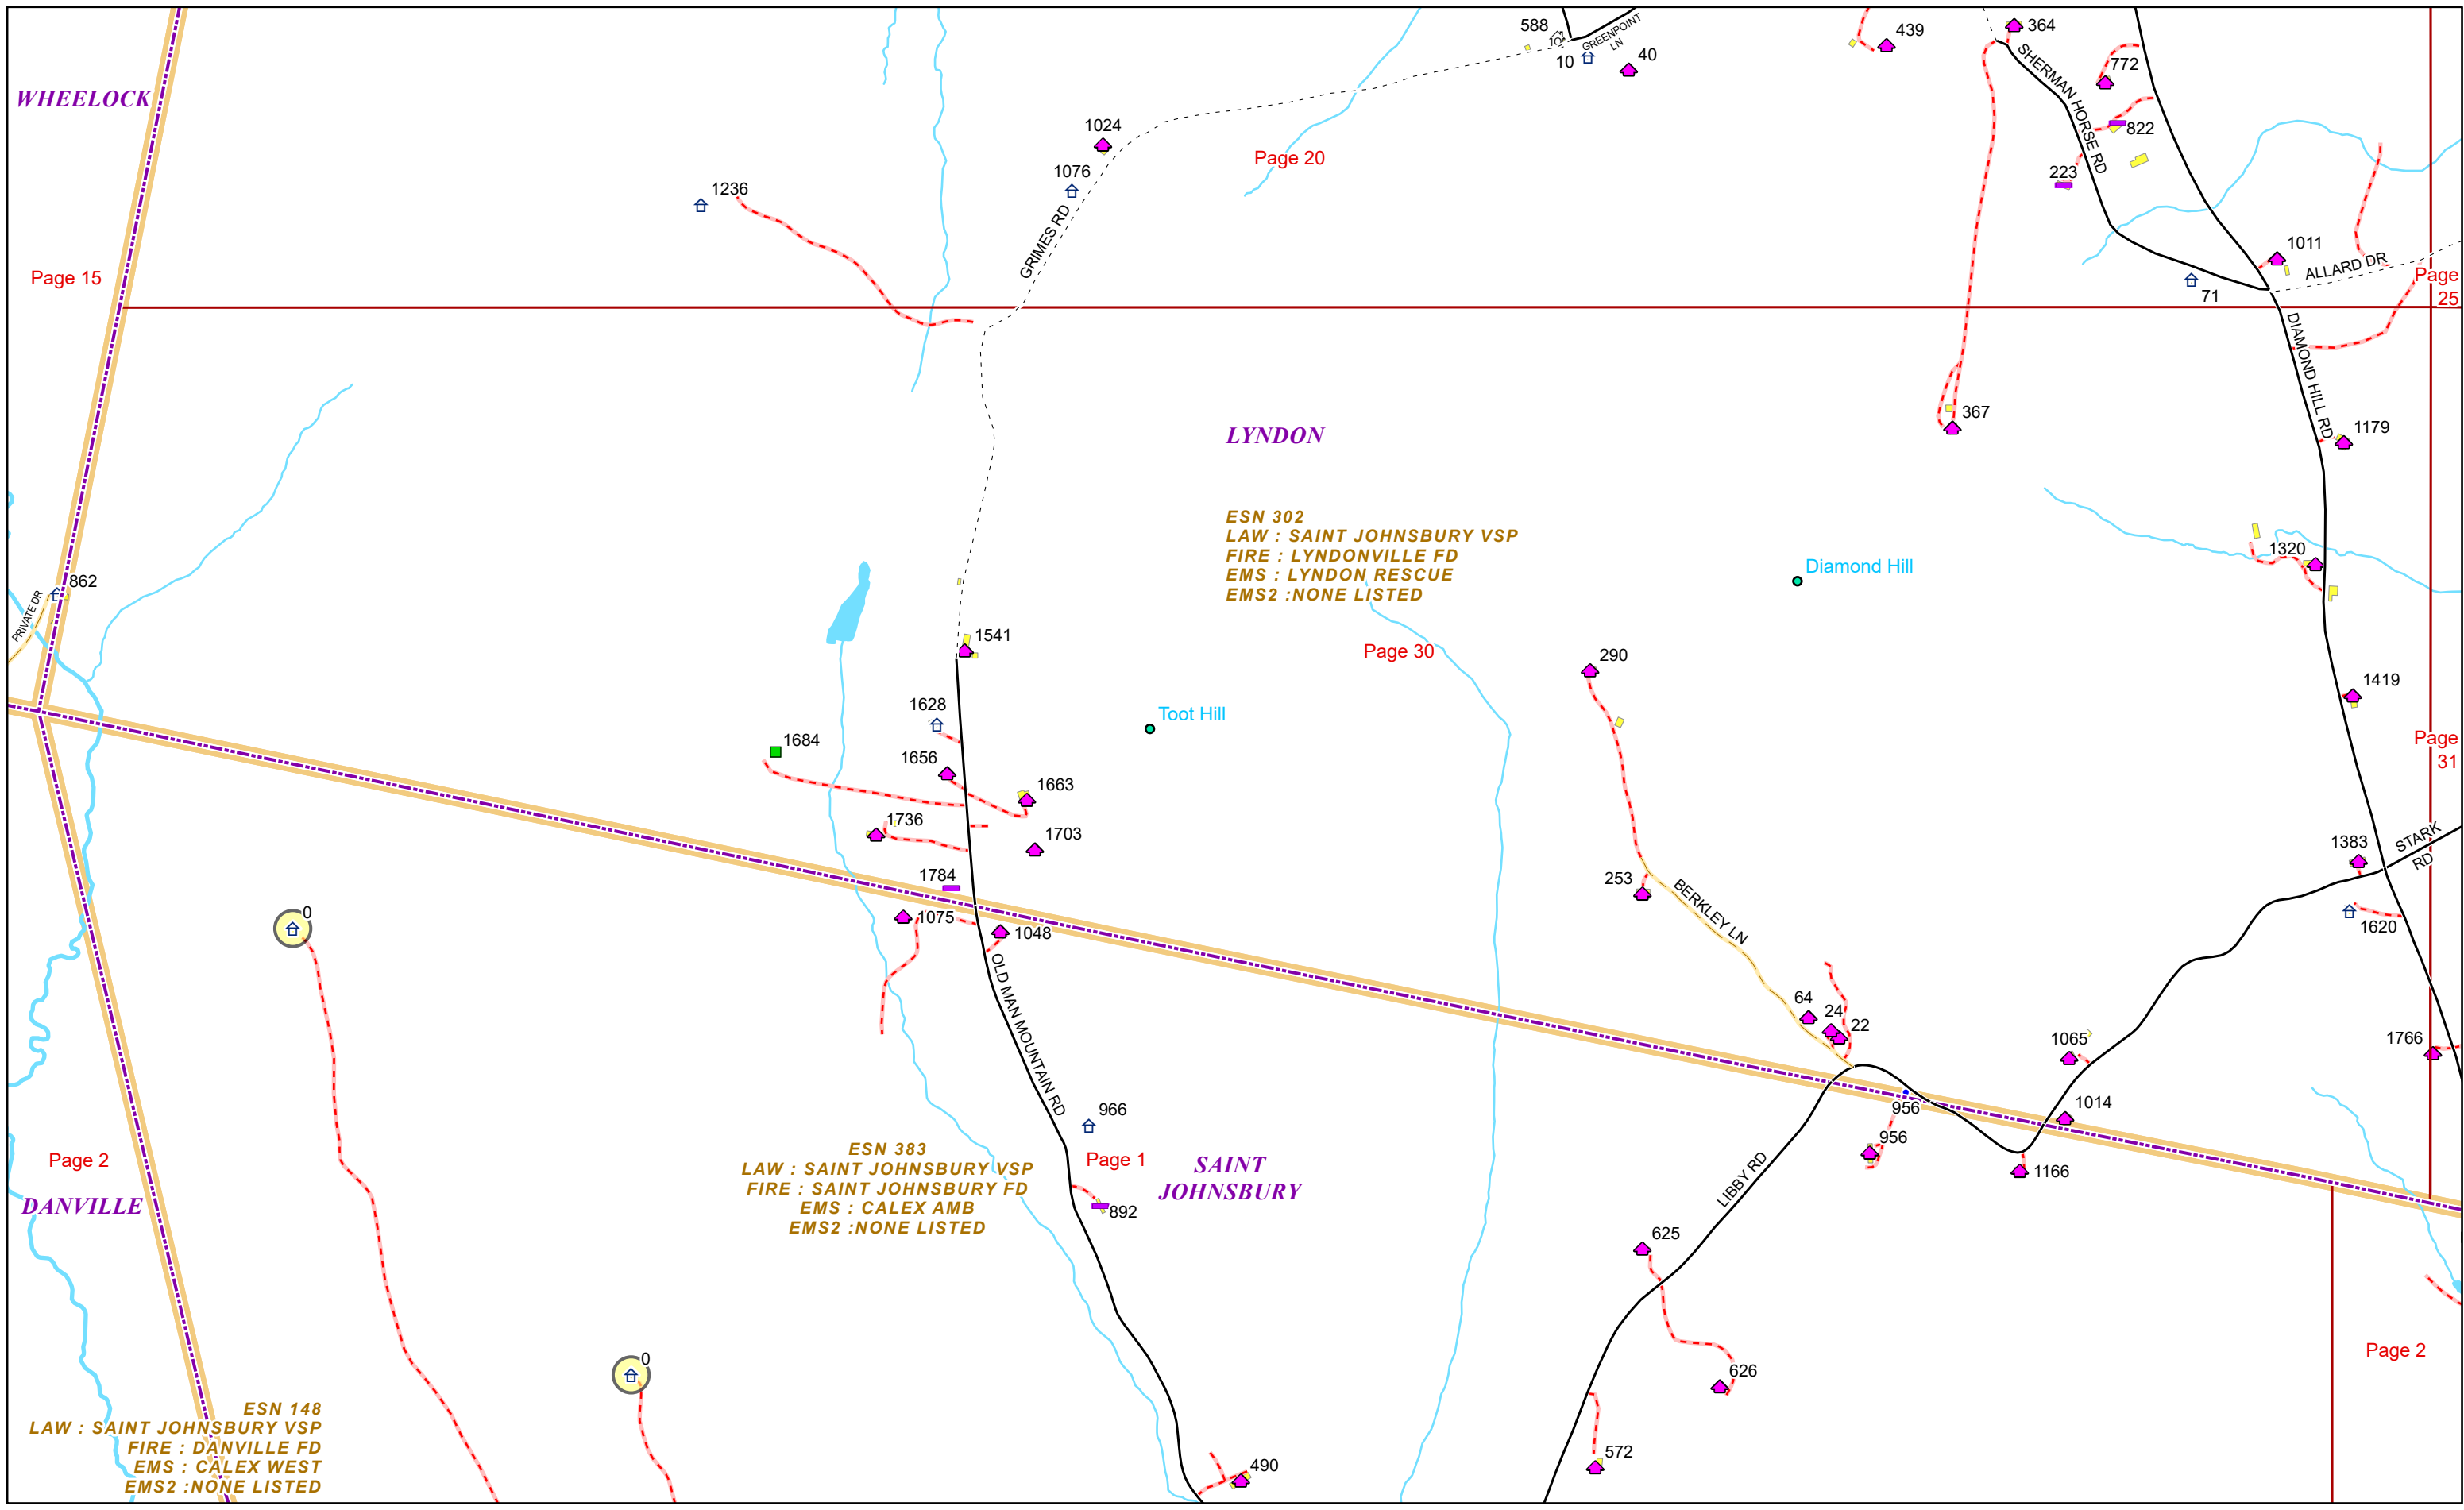 588
GREENPOINT
LN
10
40
439
364
SHERMAN HORSE RD
772
822
223
WHEELOCK
1024
1076
Page 20
1236
GRIMES RD
Page 15
1011
ALLARD DR
71
Page
25
DIAMOND HILL RD
367
1179
LYNDON
ESN 302
LAW : SAINT JOHNSBURY VSP
FIRE : LYNDONVILLE FD
EMS : LYNDON RESCUE
EMS2 :NONE LISTED
Diamond Hill
1320
862
PRIVATE DR
1541
Page 30
290
1419
1628
Toot Hill
1684
1656
1663
1736
1703
1784
Page
31
STARK
RD
1383
253
BERKLEY LN
1620
0
1075
1048
OLD MAN MOUNTAIN RD
64
24
22
1065
1766
956
1014
966
956
1166
LIBBY RD
Page 2
DANVILLE
ESN 383
LAW : SAINT JOHNSBURY VSP
FIRE : SAINT JOHNSBURY FD
EMS : CALEX AMB
EMS2 :NONE LISTED
Page 1
SAINT
JOHNSBURY
892
625
626
Page 2
0
572
490
ESN 148
LAW : SAINT JOHNSBURY VSP
FIRE : DANVILLE FD
EMS : CALEX WEST
EMS2 :NONE LISTED